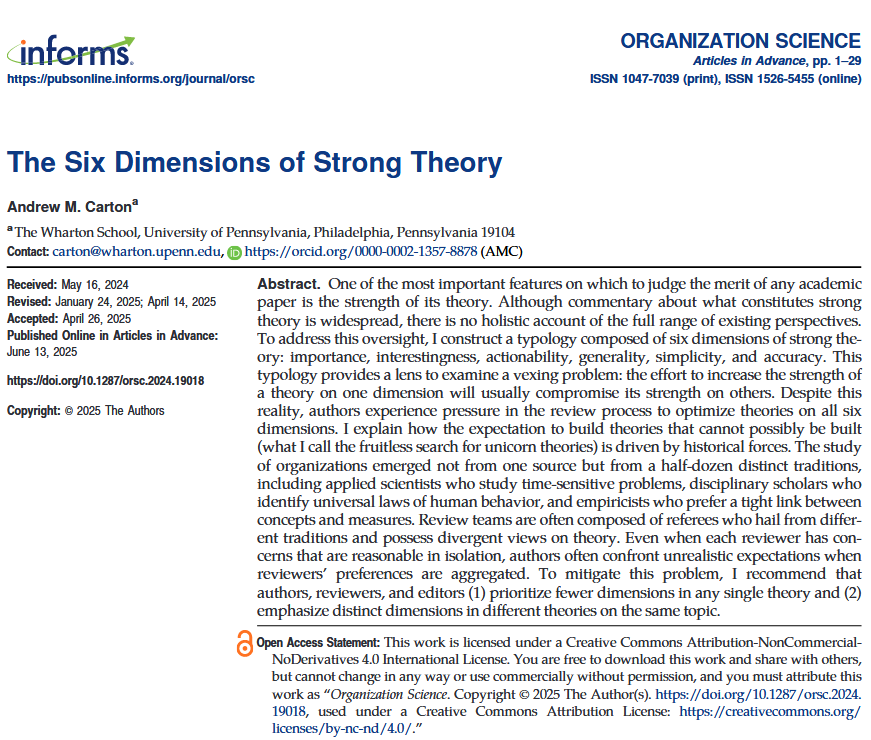 informs.
https://pubsonline.informs.org/journal/orsc
ORGANIZATION SCIENCE
Articles in Advance, pp. 1–29
ISSN 1047-7039 (print), ISSN 1526-5455 (online)
The Six Dimensions of Strong Theory
Andrew M. Carton^a
^a The Wharton School, University of Pennsylvania, Philadelphia, Pennsylvania 19104
Contact: carton@wharton.upenn.edu, iD https://orcid.org/0000-0002-1357-8878 (AMC)
Received: May 16, 2024
Revised: January 24, 2025; April 14, 2025
Accepted: April 26, 2025
Published Online in Articles in Advance:
June 13, 2025
https://doi.org/10.1287/orsc.2024.19018
Copyright: © 2025 The Authors
Abstract. One of the most important features on which to judge the merit of any academic
paper is the strength of its theory. Although commentary about what constitutes strong
theory is widespread, there is no holistic account of the full range of existing perspectives.
To address this oversight, I construct a typology composed of six dimensions of strong the-
ory: importance, interestingness, actionability, generality, simplicity, and accuracy. This
typology provides a lens to examine a vexing problem: the effort to increase the strength of
a theory on one dimension will usually compromise its strength on others. Despite this
reality, authors experience pressure in the review process to optimize theories on all six
dimensions. I explain how the expectation to build theories that cannot possibly be built
(what I call the fruitless search for unicorn theories) is driven by historical forces. The study
of organizations emerged not from one source but from a half-dozen distinct traditions,
including applied scientists who study time-sensitive problems, disciplinary scholars who
identify universal laws of human behavior, and empiricists who prefer a tight link between
concepts and measures. Review teams are often composed of referees who hail from differ-
ent traditions and possess divergent views on theory. Even when each reviewer has con-
cerns that are reasonable in isolation, authors often confront unrealistic expectations when
reviewers' preferences are aggregated. To mitigate this problem, I recommend that
authors, reviewers, and editors (1) prioritize fewer dimensions in any single theory and (2)
emphasize distinct dimensions in different theories on the same topic.
Open Access Statement: This work is licensed under a Creative Commons Attribution-NonCommercial-
NoDerivatives 4.0 International License. You are free to download this work and share with others,
but cannot change in any way or use commercially without permission, and you must attribute this
work as “Organization Science. Copyright © 2025 The Author(s). https://doi.org/10.1287/orsc.2024.
19018, used under a Creative Commons Attribution License: https://creativecommons.org/
licenses/by-nc-nd/4.0/.”